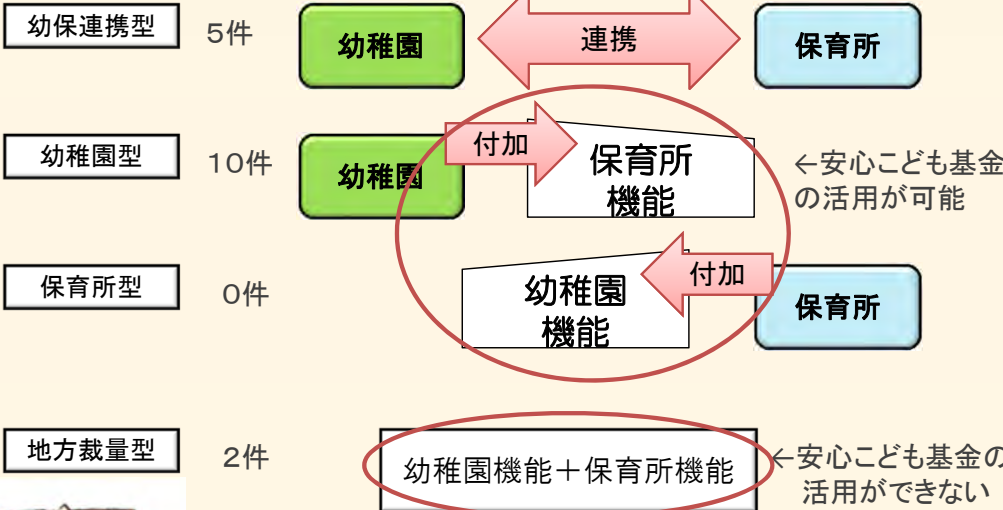 幼保連携型 5件 幼稚園 連携 保育所
幼稚園型 10件 幼稚園 付加 保育所
機能
←安心こども基金
の活用が可能
保育所型 0件 幼稚園
機能
付加 保育所
地方裁量型 2件 幼稚園機能+保育所機能
←安心こども基金の
活用ができない